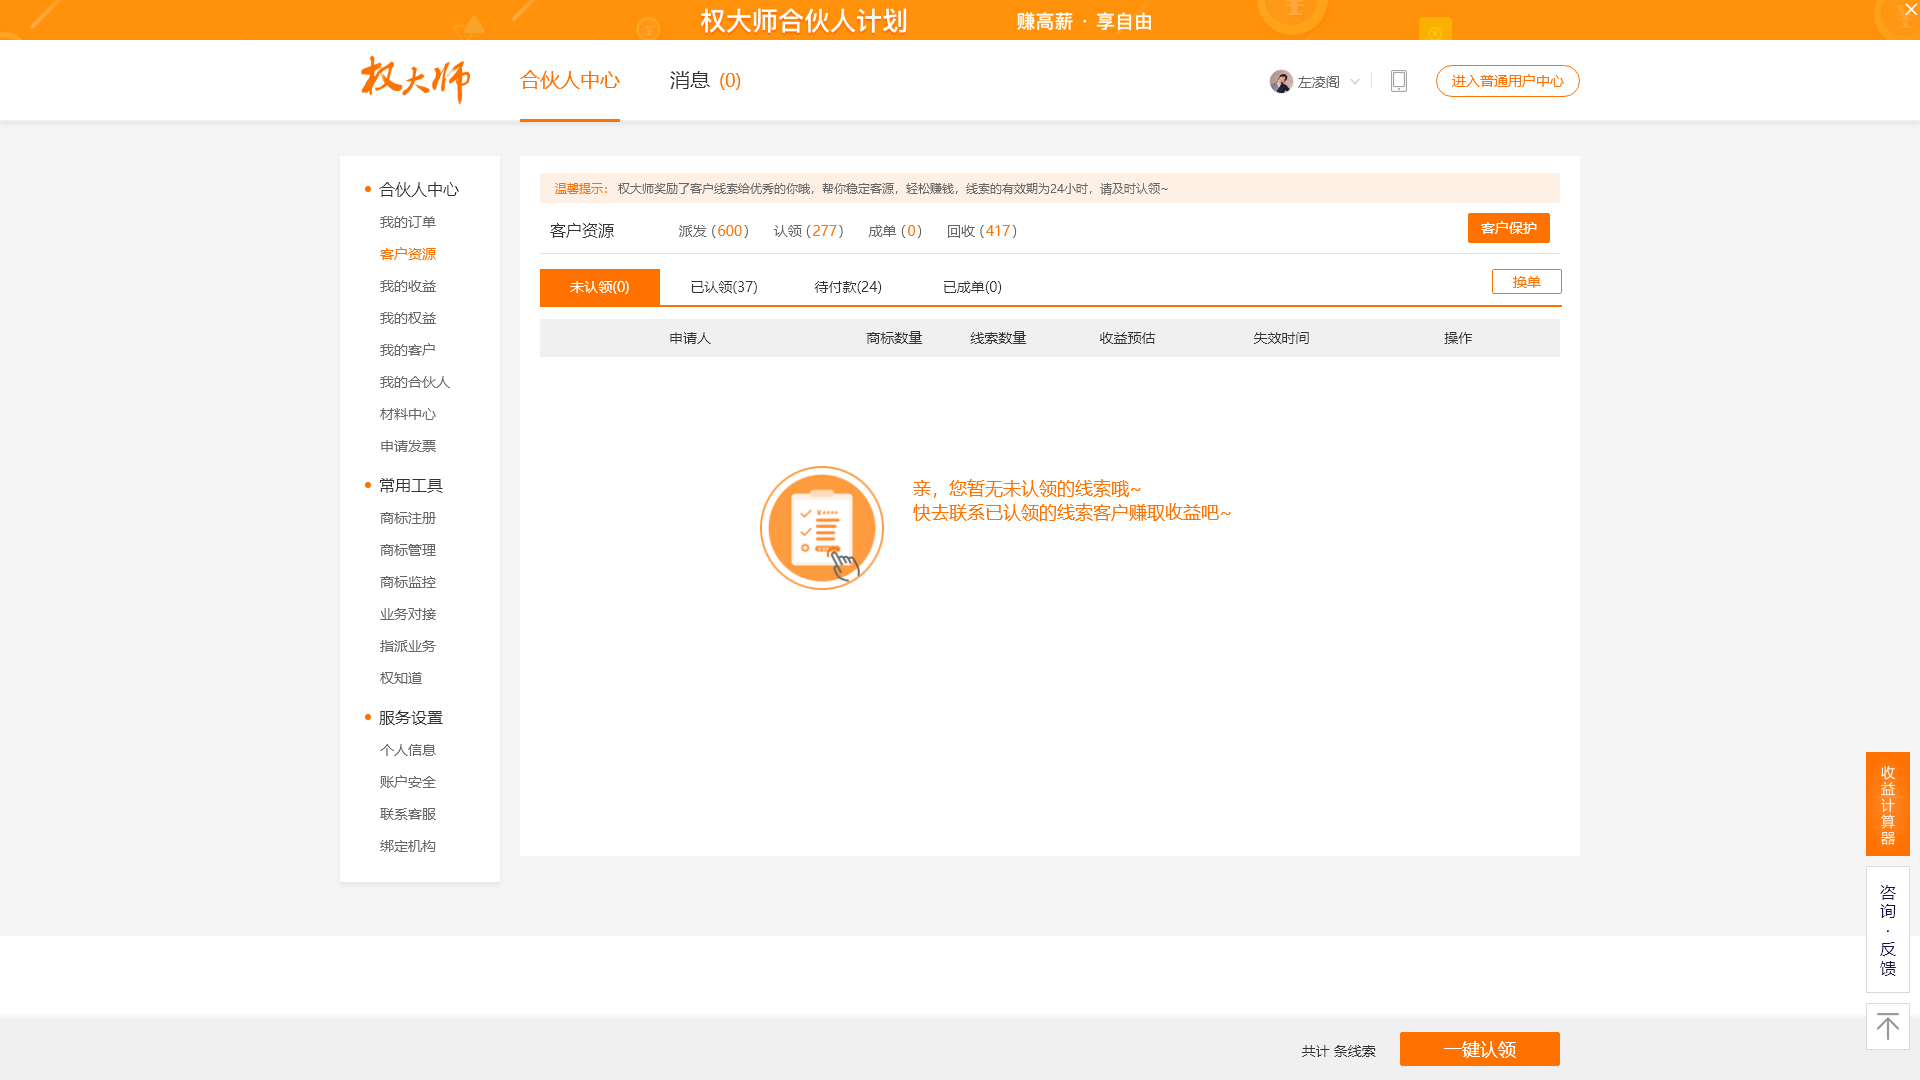 权大师合伙人计划 赚高薪 · 享自由
权大师 合伙人中心 消息 (0) 左凌阁 进入普通用户中心
合伙人中心
我的订单
客户资源
我的收益
我的权益
我的客户
我的合伙人
材料中心
申请发票
常用工具
商标注册
商标管理
商标监控
业务对接
指派业务
权知道
服务设置
个人信息
账户安全
联系客服
绑定机构
温馨提示: 权大师奖励了客户线索给优秀的你哦，帮你稳定客源，轻松赚钱，线索的有效期为24小时，请及时认领~
客户资源 派发 (600) 认领 (277) 成单 (0) 回收 (417) 客户保护
未认领(0) 已认领(37) 待付款(24) 已成单(0) 换单
申请人 商标数量 线索数量 收益预估 失效时间 操作
亲，您暂无未认领的线索哦~
快去联系已认领的线索客户赚取收益吧~
收益计算器
咨询·反馈
共计 条线索 一键认领